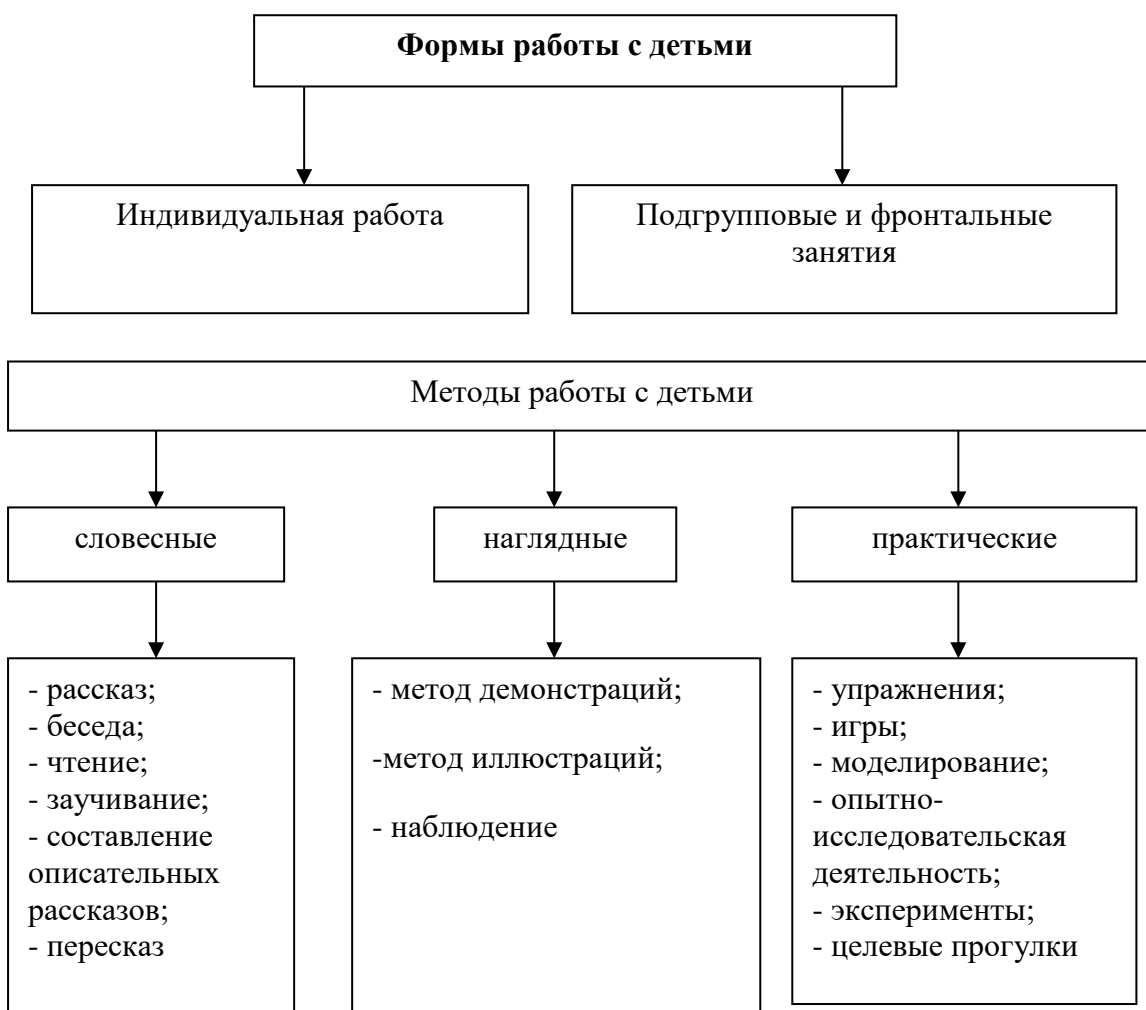 Формы работы с детьми
Индивидуальная работа
Подгрупповые и фронтальные
занятия
Методы работы с детьми
словесные
наглядные
практические
- рассказ;
- беседа;
- чтение;
- заучивание;
- составление
описательных
рассказов;
- пересказ
- метод демонстраций;
-метод иллюстраций;
- наблюдение
- упражнения;
- игры;
- моделирование;
- опытно-
исследовательская
деятельность;
- эксперименты;
- целевые прогулки